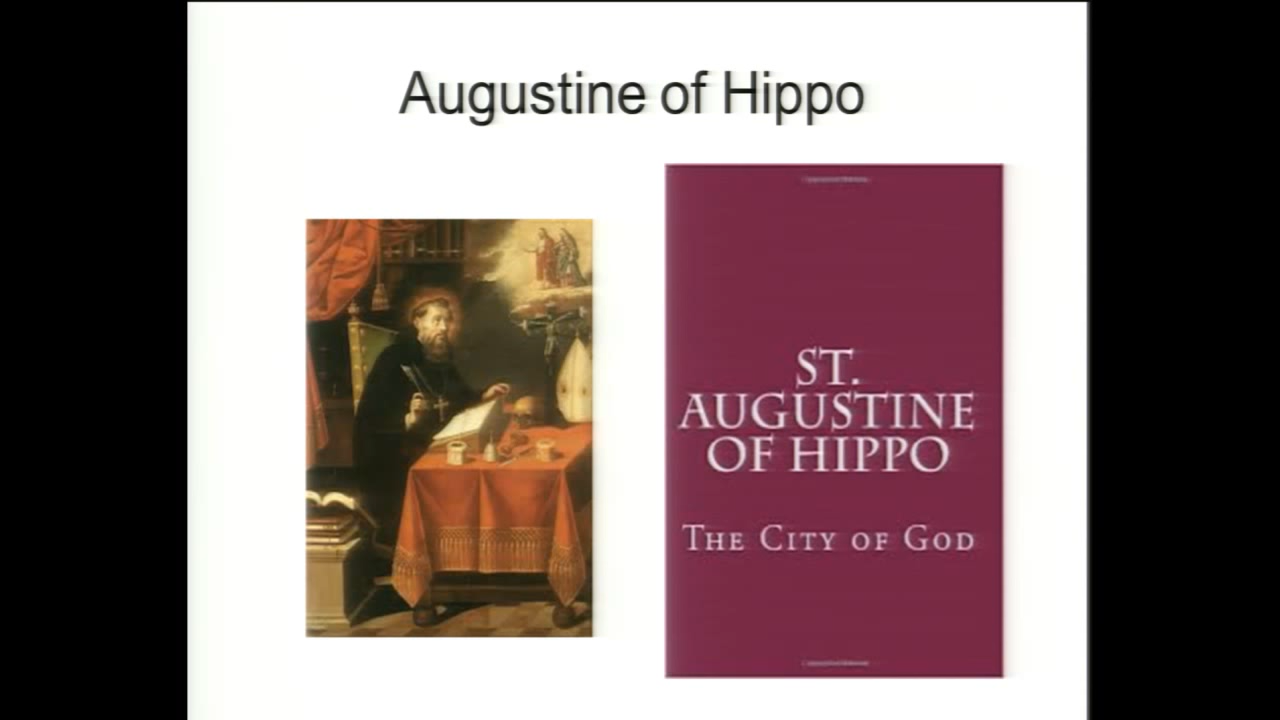 Augustine of Hippo
ST.
AUGUSTINE
OF HIPPO
THE CITY OF GOD